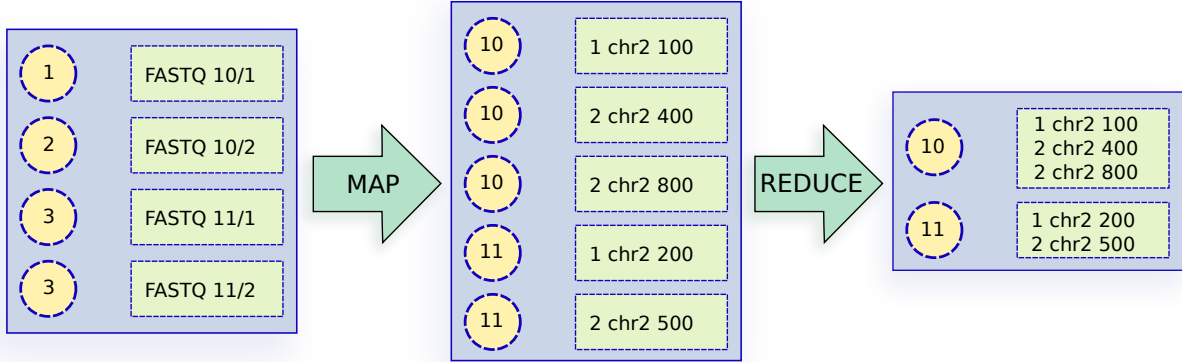 1 FASTQ 10/1
2 FASTQ 10/2
3 FASTQ 11/1
3 FASTQ 11/2
MAP
10 1 chr2 100
10 2 chr2 400
10 2 chr2 800
11 1 chr2 200
11 2 chr2 500
REDUCE
10
1 chr2 100
2 chr2 400
2 chr2 800
11
1 chr2 200
2 chr2 500